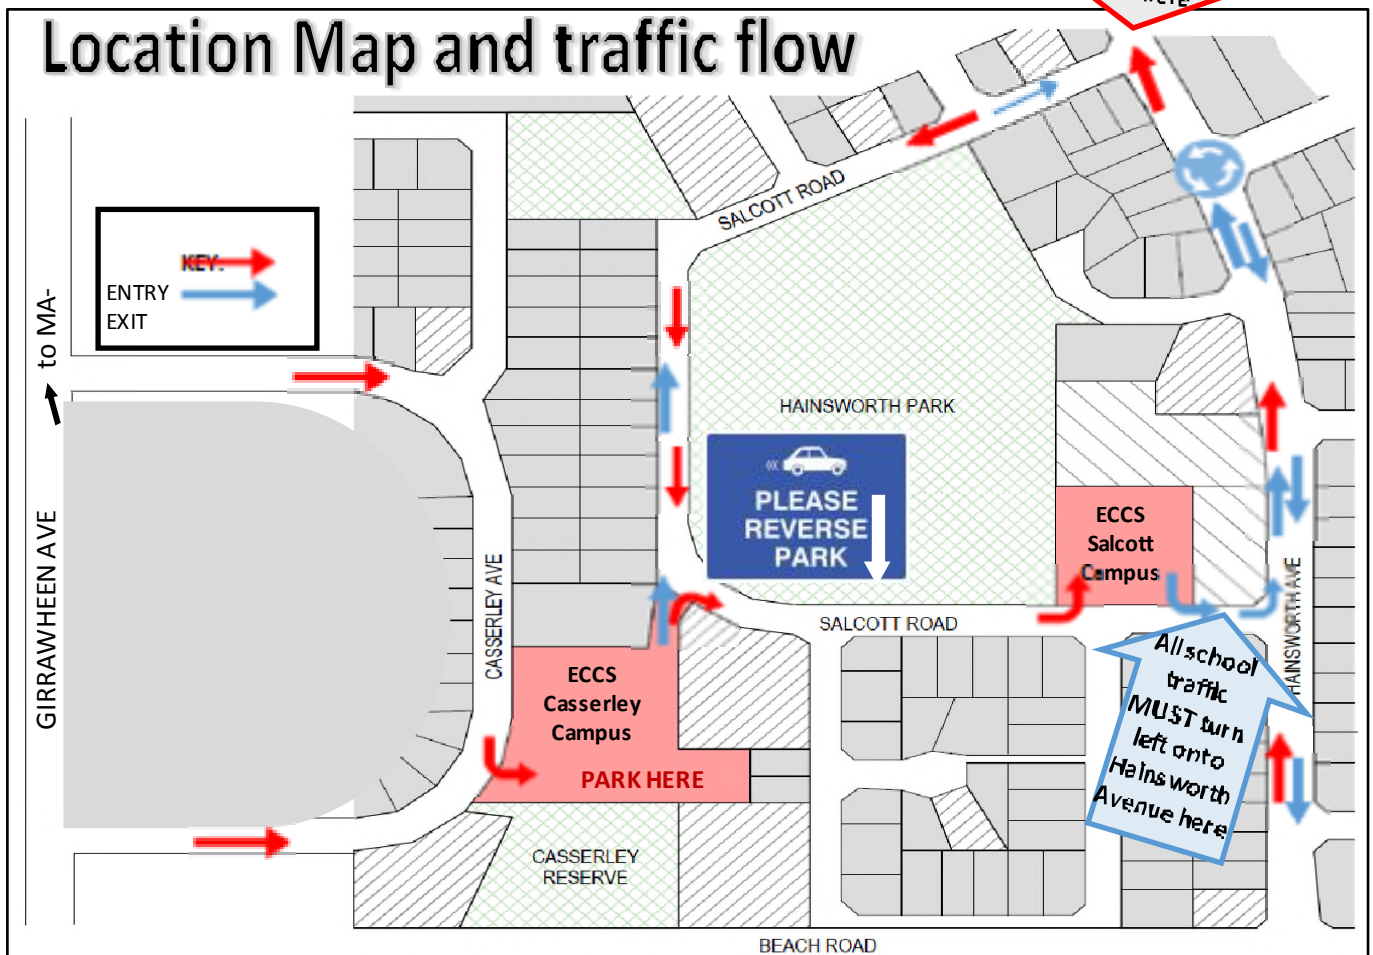 Location Map and traffic flow
SALCOTT ROAD
KEY:
ENTRY
EXIT
to MA-
GIRRAWHEEN AVE
HAINSWORTH PARK
PLEASE
REVERSE
PARK
ECCS
Salcott
Campus
CASSERLEY AVE
SALCOTT ROAD
HAINSWORTH AVE
ECCS
Casserley
Campus
PARK HERE
All school
traffic
MUST turn
left onto
Hainsworth
Avenue here
CASSERLEY
RESERVE
BEACH ROAD